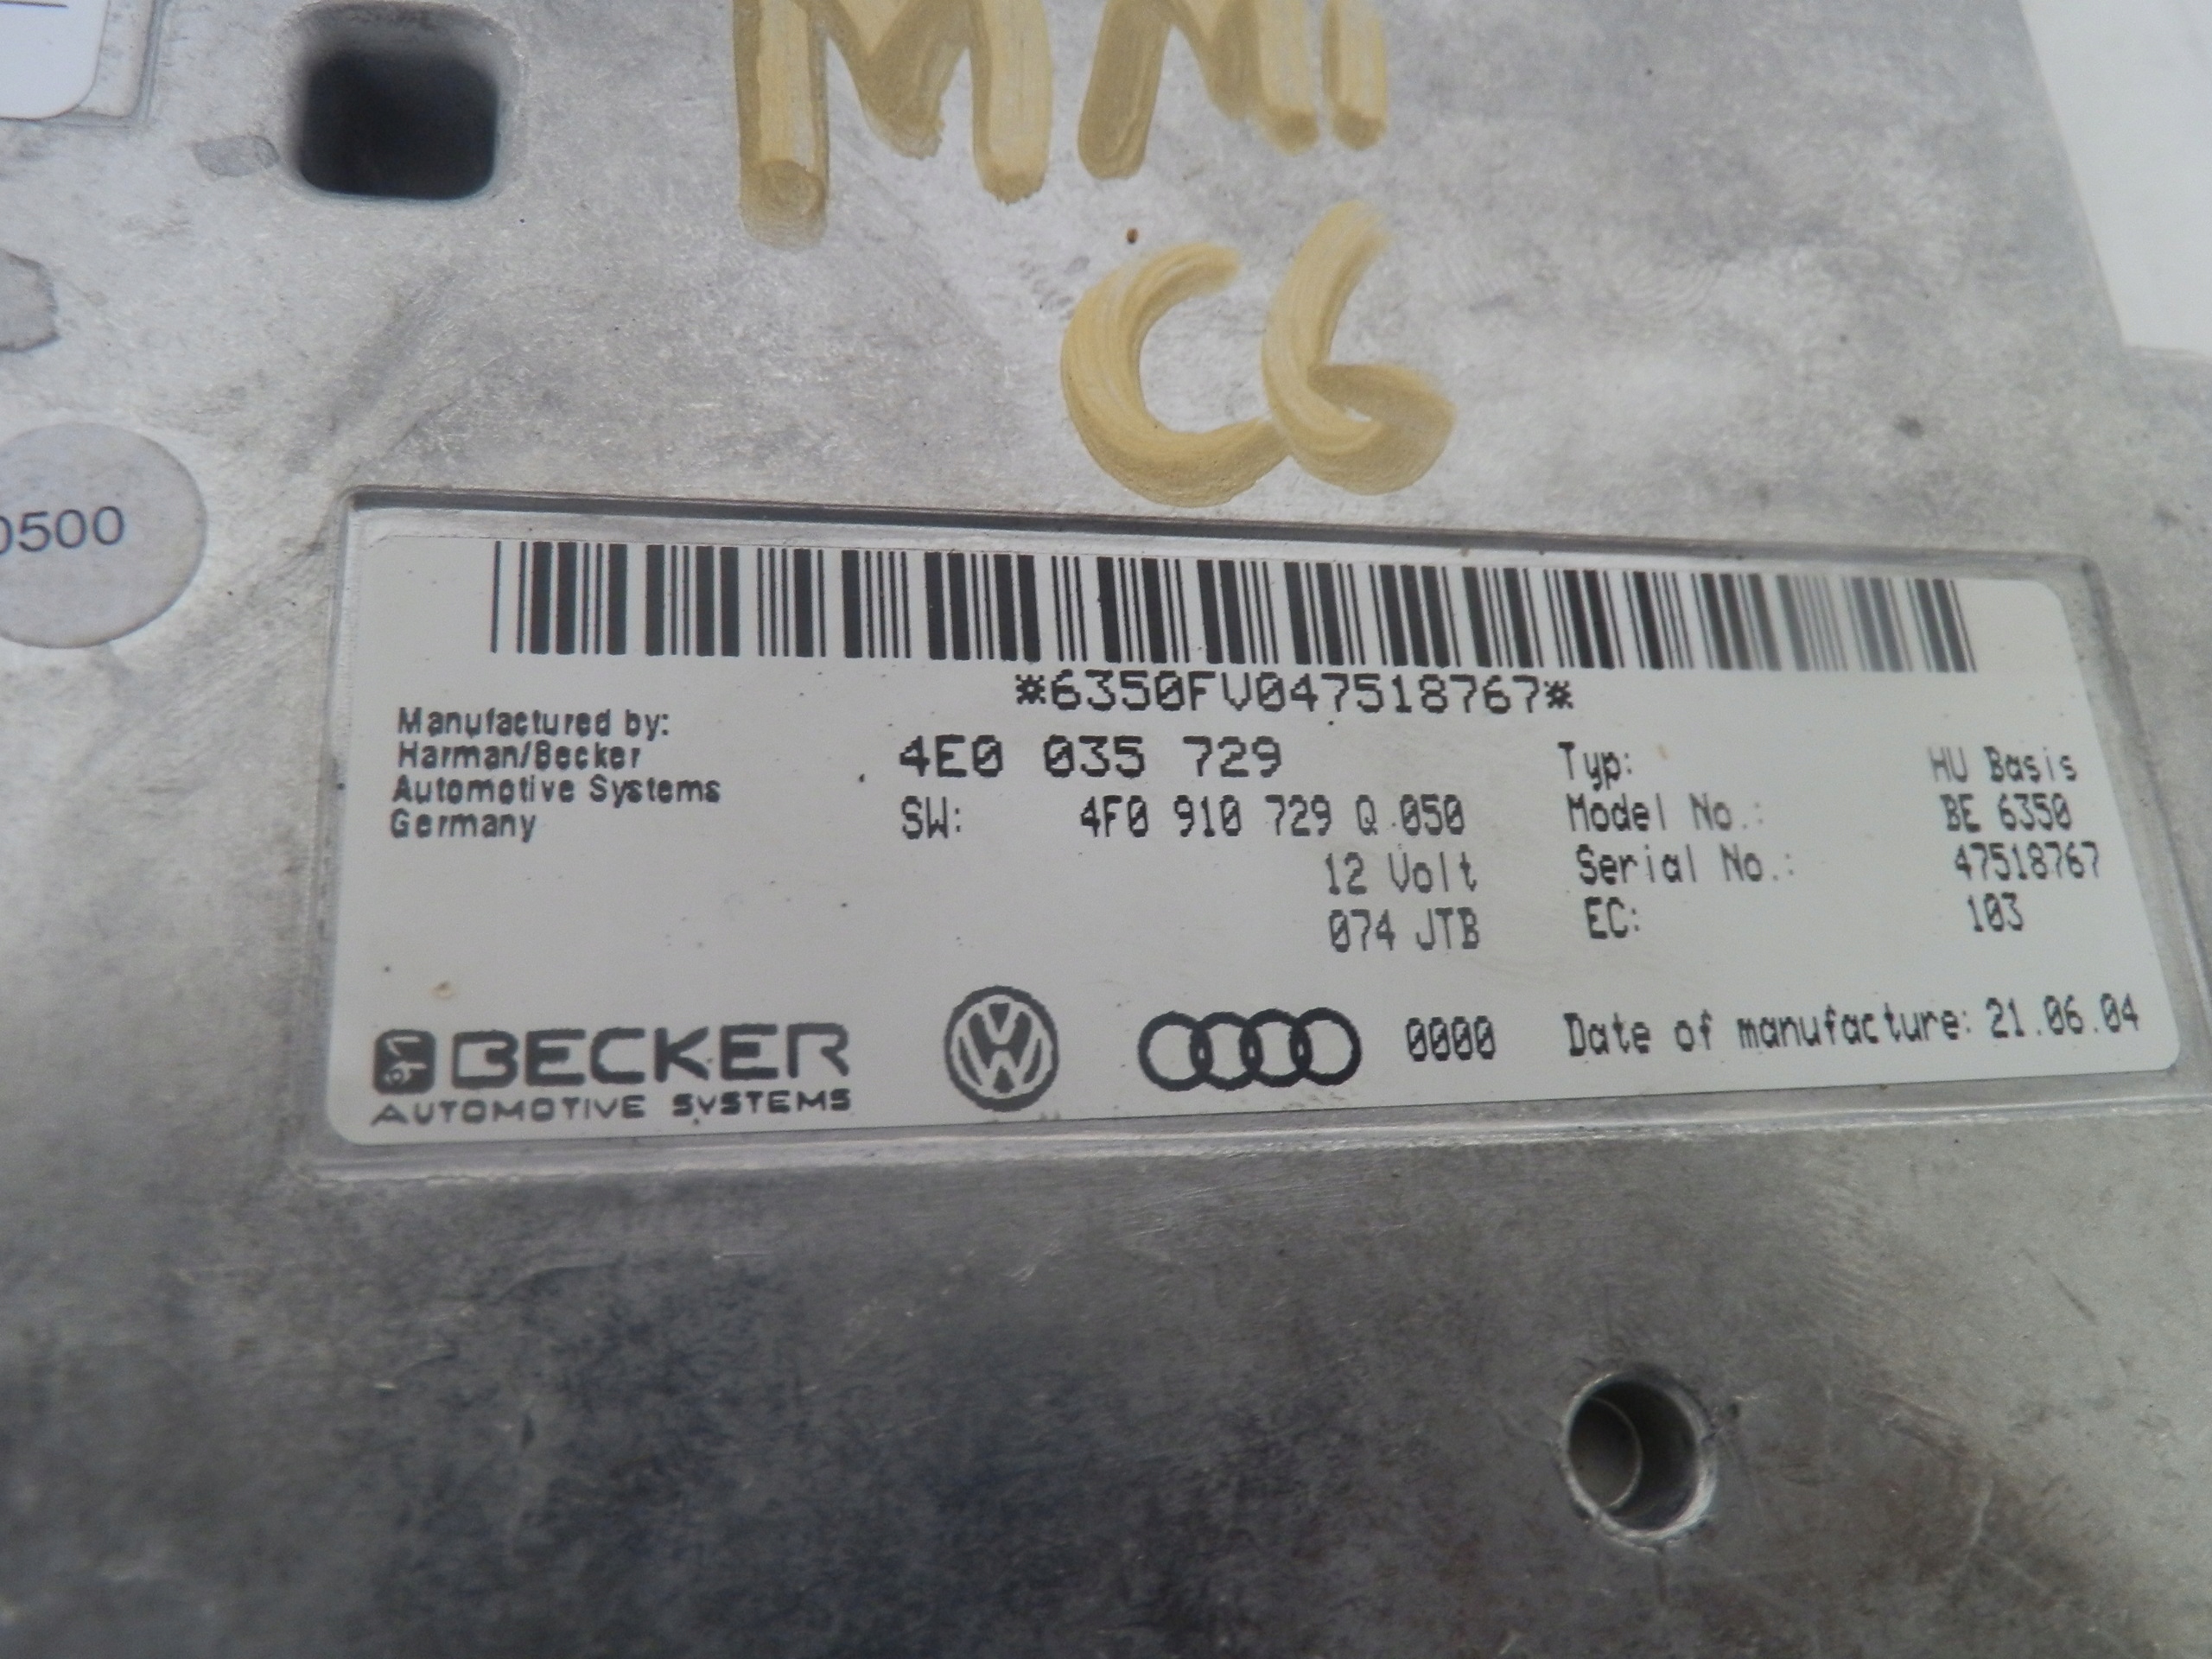 C6
0500
*6350FV047518767*
Manufactured by:
Harman/Becker
Automotive Systems
Germany
4E0 035 729
SW: 4F0 910 729 Q 050
12 Volt
074 JTB
Typ: HU Basis
Model No.: BE 6350
Serial No.: 47518767
EC: 103
BECKER
AUTOMOTIVE SYSTEMS
0000
Date of manufacture: 21.06.04